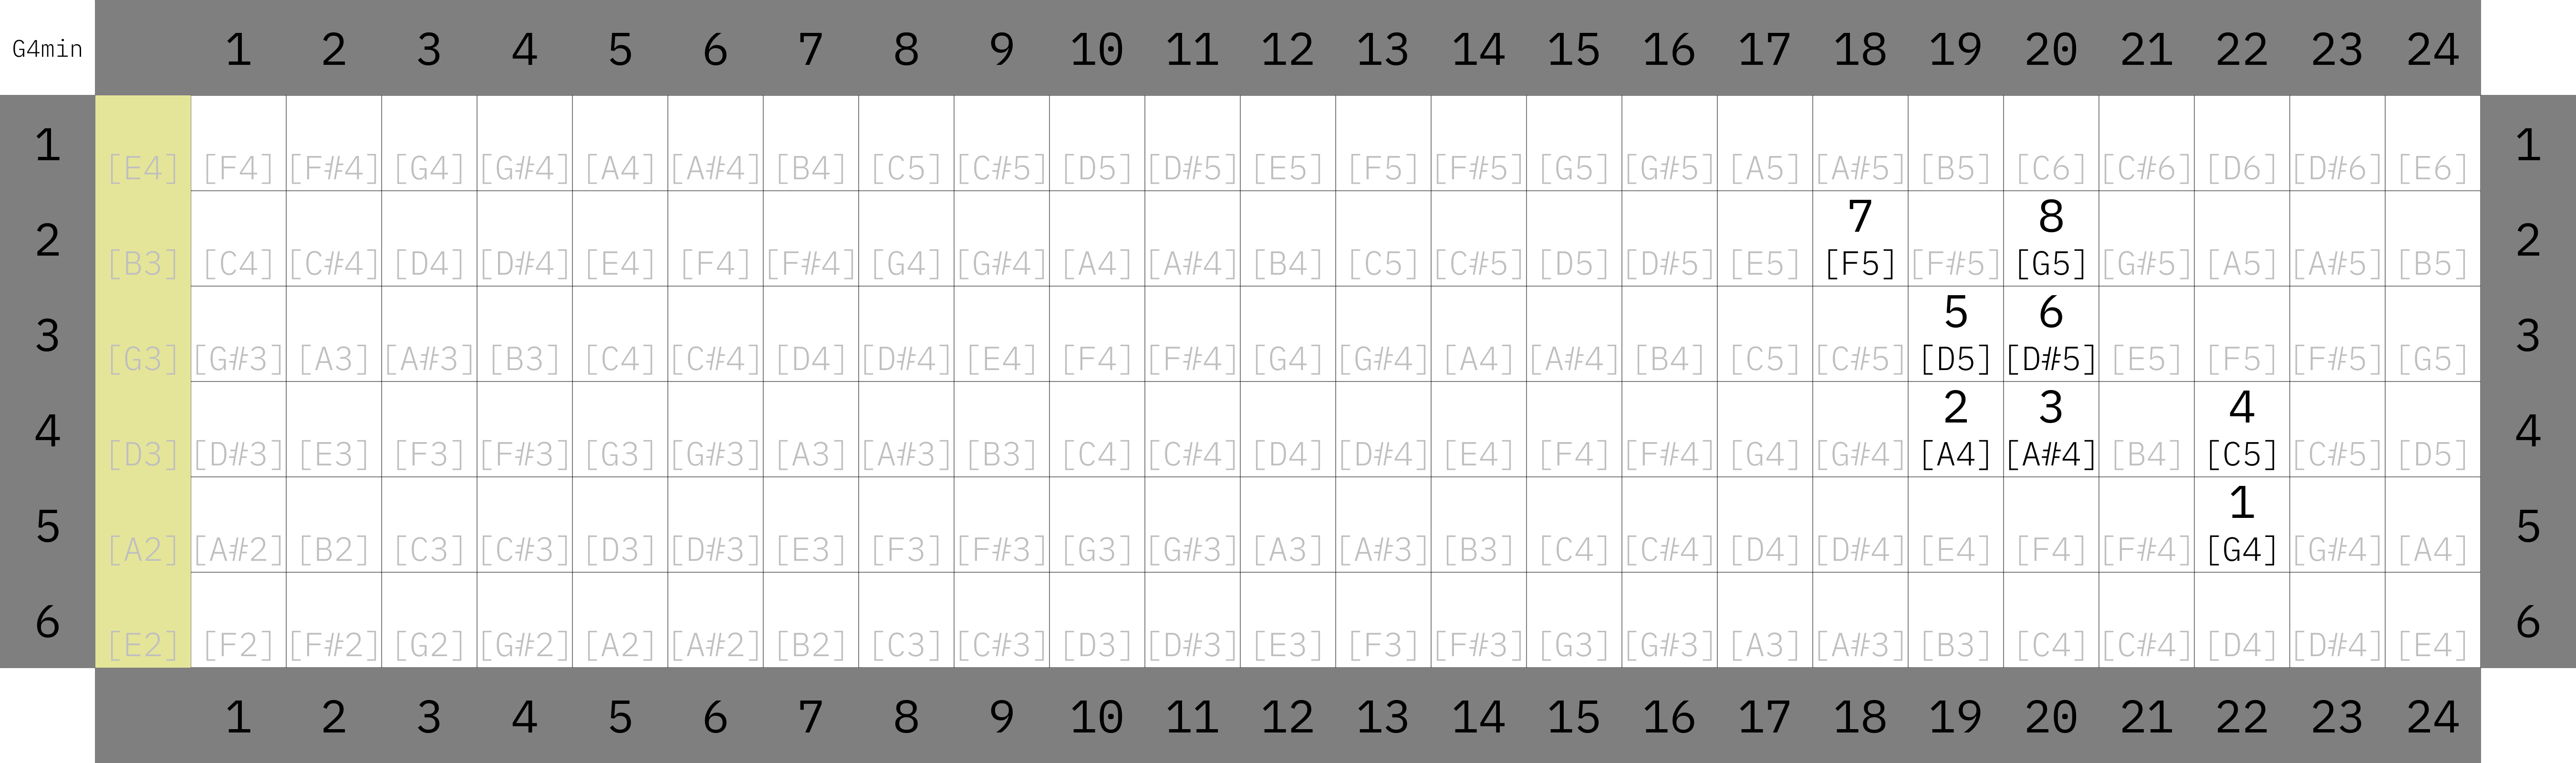 G4min 1 2 3 4 5 6 7 8 9 10 11 12 13 14 15 16 17 18 19 20 21 22 23 24
1 [E4] [F4] [F#4] [G4] [G#4] [A4] [A#4] [B4] [C5] [C#5] [D5] [D#5] [E5] [F5] [F#5] [G5] [G#5] [A5] [A#5] [B5] [C6] [C#6] [D6] [D#6] [E6] 1
7 8
2 [B3] [C4] [C#4] [D4] [D#4] [E4] [F4] [F#4] [G4] [G#4] [A4] [A#4] [B4] [C5] [C#5] [D5] [D#5] [E5] [F5] [F#5] [G5] [G#5] [A5] [A#5] [B5] 2
5 6
3 [G3] [G#3] [A3] [A#3] [B3] [C4] [C#4] [D4] [D#4] [E4] [F4] [F#4] [G4] [G#4] [A4] [A#4] [B4] [C5] [C#5] [D5] [D#5] [E5] [F5] [F#5] [G5] 3
2 3 4
4 [D3] [D#3] [E3] [F3] [F#3] [G3] [G#3] [A3] [A#3] [B3] [C4] [C#4] [D4] [D#4] [E4] [F4] [F#4] [G4] [G#4] [A4] [A#4] [B4] [C5] [C#5] [D5] 4
1
5 [A2] [A#2] [B2] [C3] [C#3] [D3] [D#3] [E3] [F3] [F#3] [G3] [G#3] [A3] [A#3] [B3] [C4] [C#4] [D4] [D#4] [E4] [F4] [F#4] [G4] [G#4] [A4] 5
6 [E2] [F2] [F#2] [G2] [G#2] [A2] [A#2] [B2] [C3] [C#3] [D3] [D#3] [E3] [F3] [F#3] [G3] [G#3] [A3] [A#3] [B3] [C4] [C#4] [D4] [D#4] [E4] 6
1 2 3 4 5 6 7 8 9 10 11 12 13 14 15 16 17 18 19 20 21 22 23 24